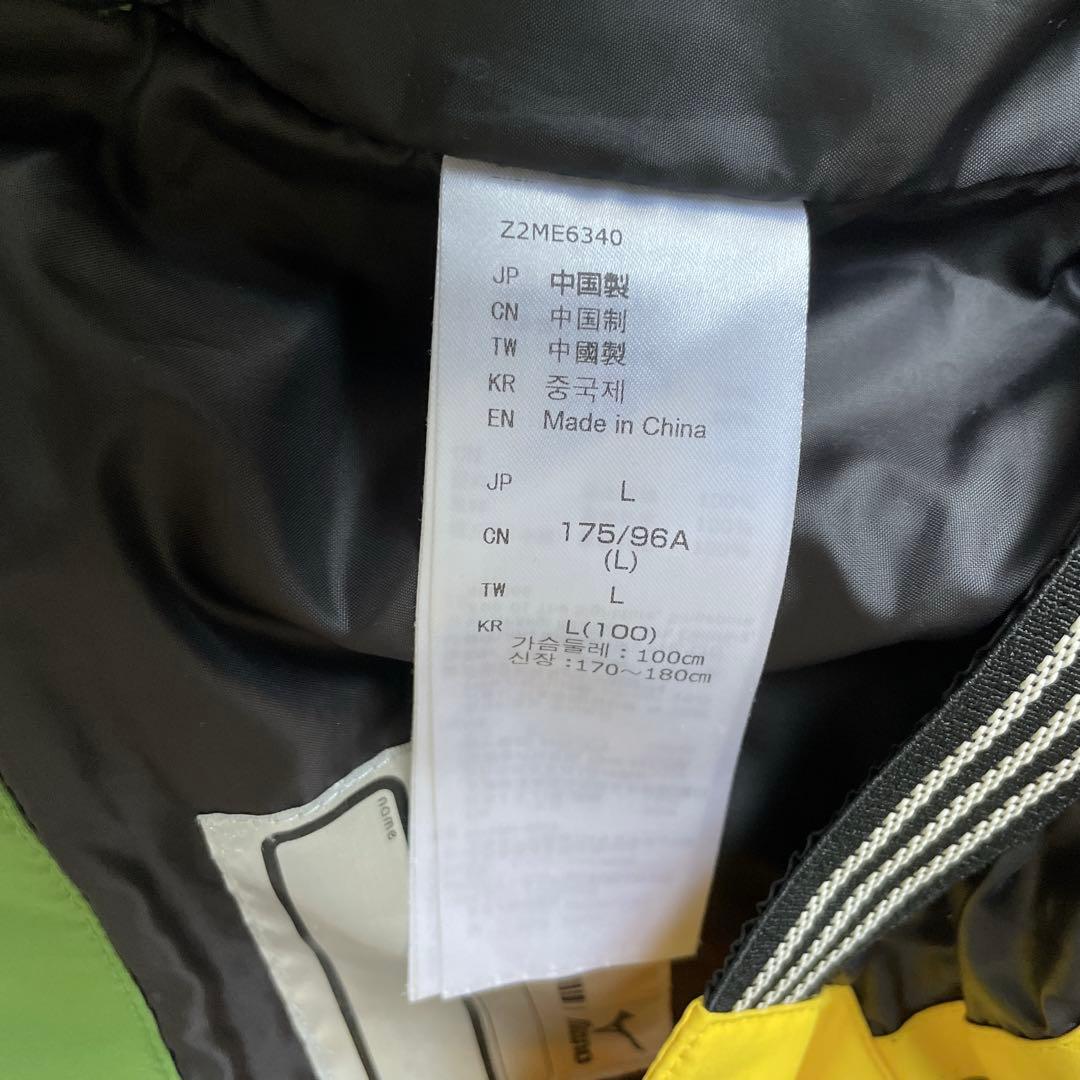 Z2ME6340
JP 中国製
CN 中国制
TW 中國製
KR 중국제
EN Made in China
JP L
CN 175/96A
(L)
TW L
KR L(100)
가슴둘레 : 100cm
신장 :170～180cm
name